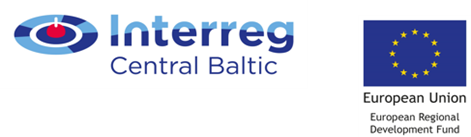 Interreg
Central Baltic
European Union
European Regional
Development Fund